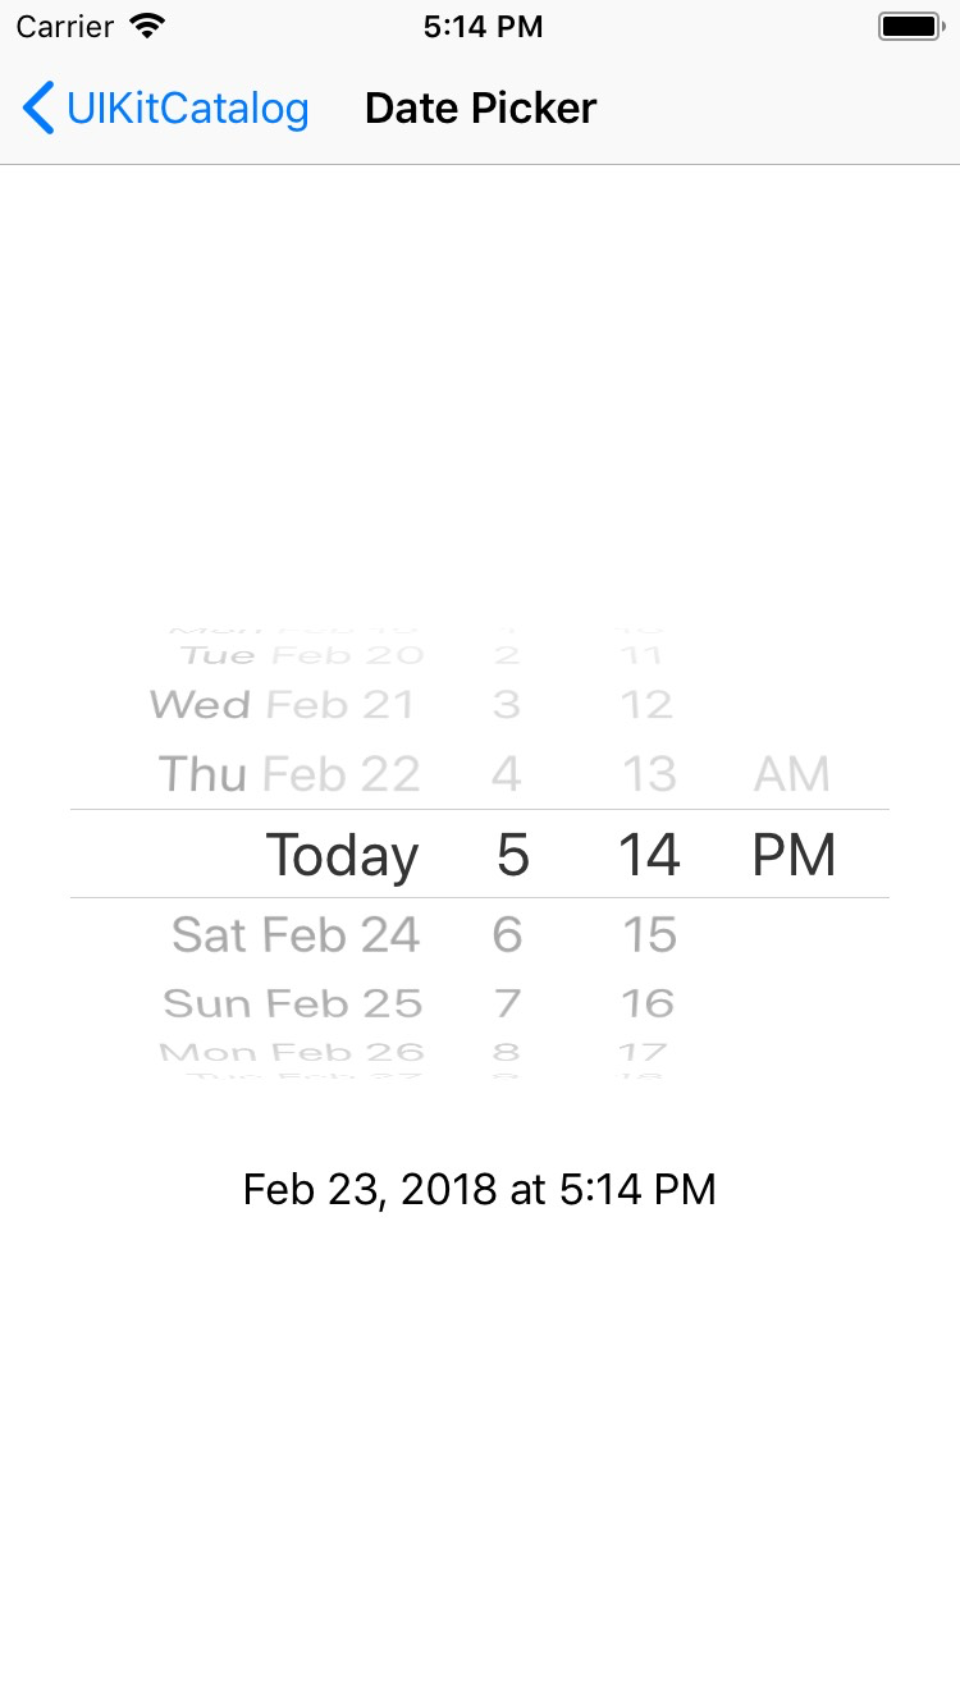 Carrier 5:14 PM
UIKitCatalog Date Picker
Tue Feb 20 2 11
Wed Feb 21 3 12
Thu Feb 22 4 13 AM
Today 5 14 PM
Sat Feb 24 6 15
Sun Feb 25 7 16
Mon Feb 26 8 17
Feb 23, 2018 at 5:14 PM